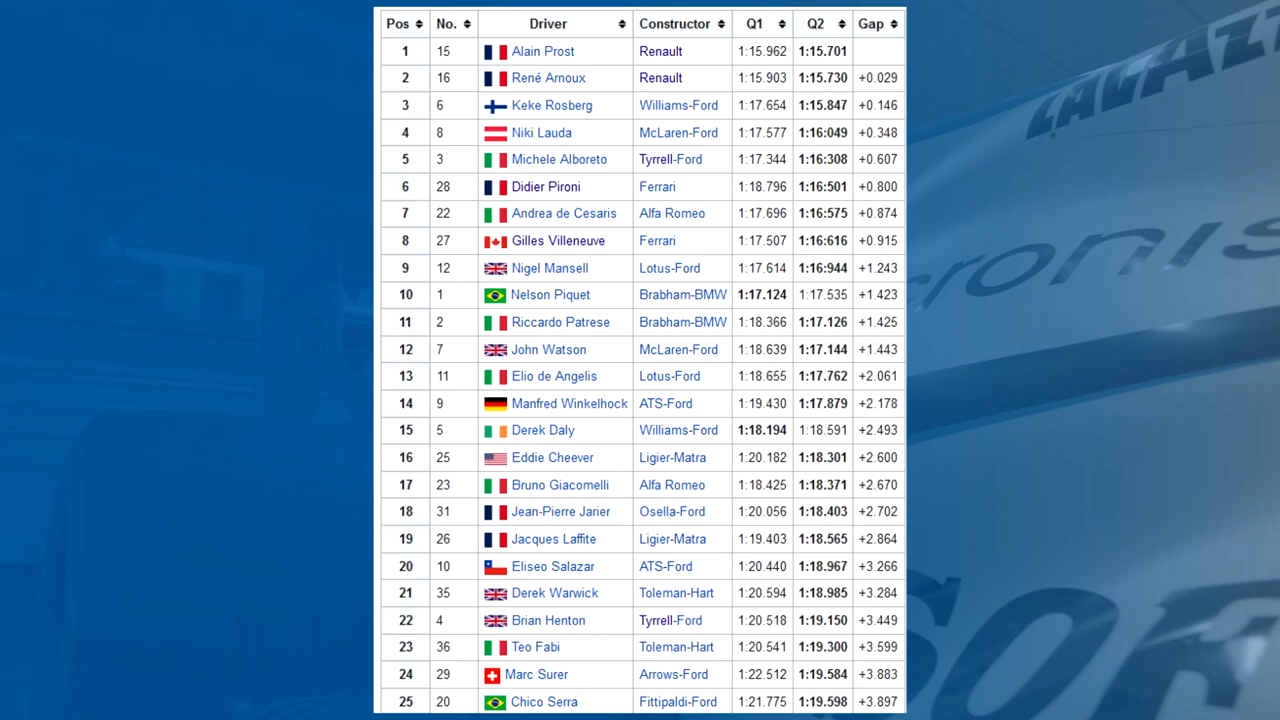 Pos No. Driver Constructor Q1 Q2 Gap
1 15 Alain Prost Renault 1:15.962 1:15.701
2 16 René Arnoux Renault 1:15.903 1:15.730 +0.029
3 6 Keke Rosberg Williams-Ford 1:17.654 1:15.847 +0.146
4 8 Niki Lauda McLaren-Ford 1:17.577 1:16:049 +0.348
5 3 Michele Alboreto Tyrrell-Ford 1:17.344 1:16:308 +0.607
6 28 Didier Pironi Ferrari 1:18.796 1:16:501 +0.800
7 22 Andrea de Cesaris Alfa Romeo 1:17.696 1:16:575 +0.874
8 27 Gilles Villeneuve Ferrari 1:17.507 1:16:616 +0.915
9 12 Nigel Mansell Lotus-Ford 1:17.614 1:16:944 +1.243
10 1 Nelson Piquet Brabham-BMW 1:17.124 1:17.535 +1.423
11 2 Riccardo Patrese Brabham-BMW 1:18.366 1:17.126 +1.425
12 7 John Watson McLaren-Ford 1:18.639 1:17.144 +1.443
13 11 Elio de Angelis Lotus-Ford 1:18.655 1:17.762 +2.061
14 9 Manfred Winkelhock ATS-Ford 1:19.430 1:17.879 +2.178
15 5 Derek Daly Williams-Ford 1:18.194 1:18.591 +2.493
16 25 Eddie Cheever Ligier-Matra 1:20.182 1:18.301 +2.600
17 23 Bruno Giacomelli Alfa Romeo 1:18.425 1:18.371 +2.670
18 31 Jean-Pierre Jarier Osella-Ford 1:20.056 1:18.403 +2.702
19 26 Jacques Laffite Ligier-Matra 1:19.403 1:18.565 +2.864
20 10 Eliseo Salazar ATS-Ford 1:20.440 1:18.967 +3.266
21 35 Derek Warwick Toleman-Hart 1:20.594 1:18.985 +3.284
22 4 Brian Henton Tyrrell-Ford 1:20.518 1:19.150 +3.449
23 36 Teo Fabi Toleman-Hart 1:20.541 1:19.300 +3.599
24 29 Marc Surer Arrows-Ford 1:22.512 1:19.584 +3.883
25 20 Chico Serra Fittipaldi-Ford 1:21.775 1:19.598 +3.897